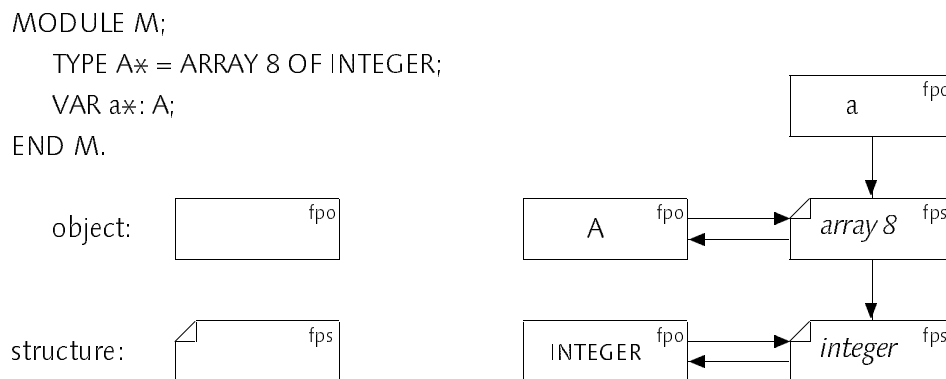 MODULE M;
TYPE A* = ARRAY 8 OF INTEGER;
VAR a*: A;
END M.
a fpo
object: fpo
A fpo
array 8 fps
structure: fps
INTEGER fpo
integer fps